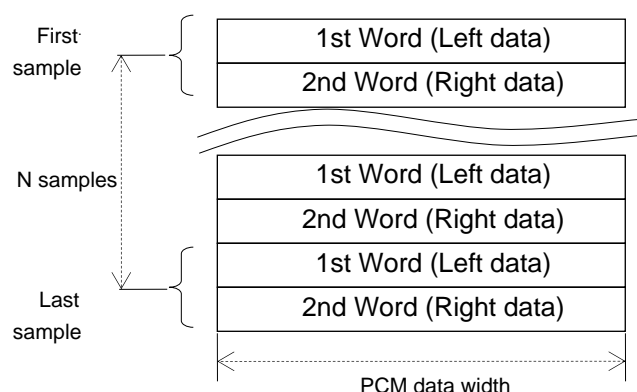 First
sample
1st Word (Left data)
2nd Word (Right data)
N samples
1st Word (Left data)
2nd Word (Right data)
1st Word (Left data)
2nd Word (Right data)
Last
sample
PCM data width